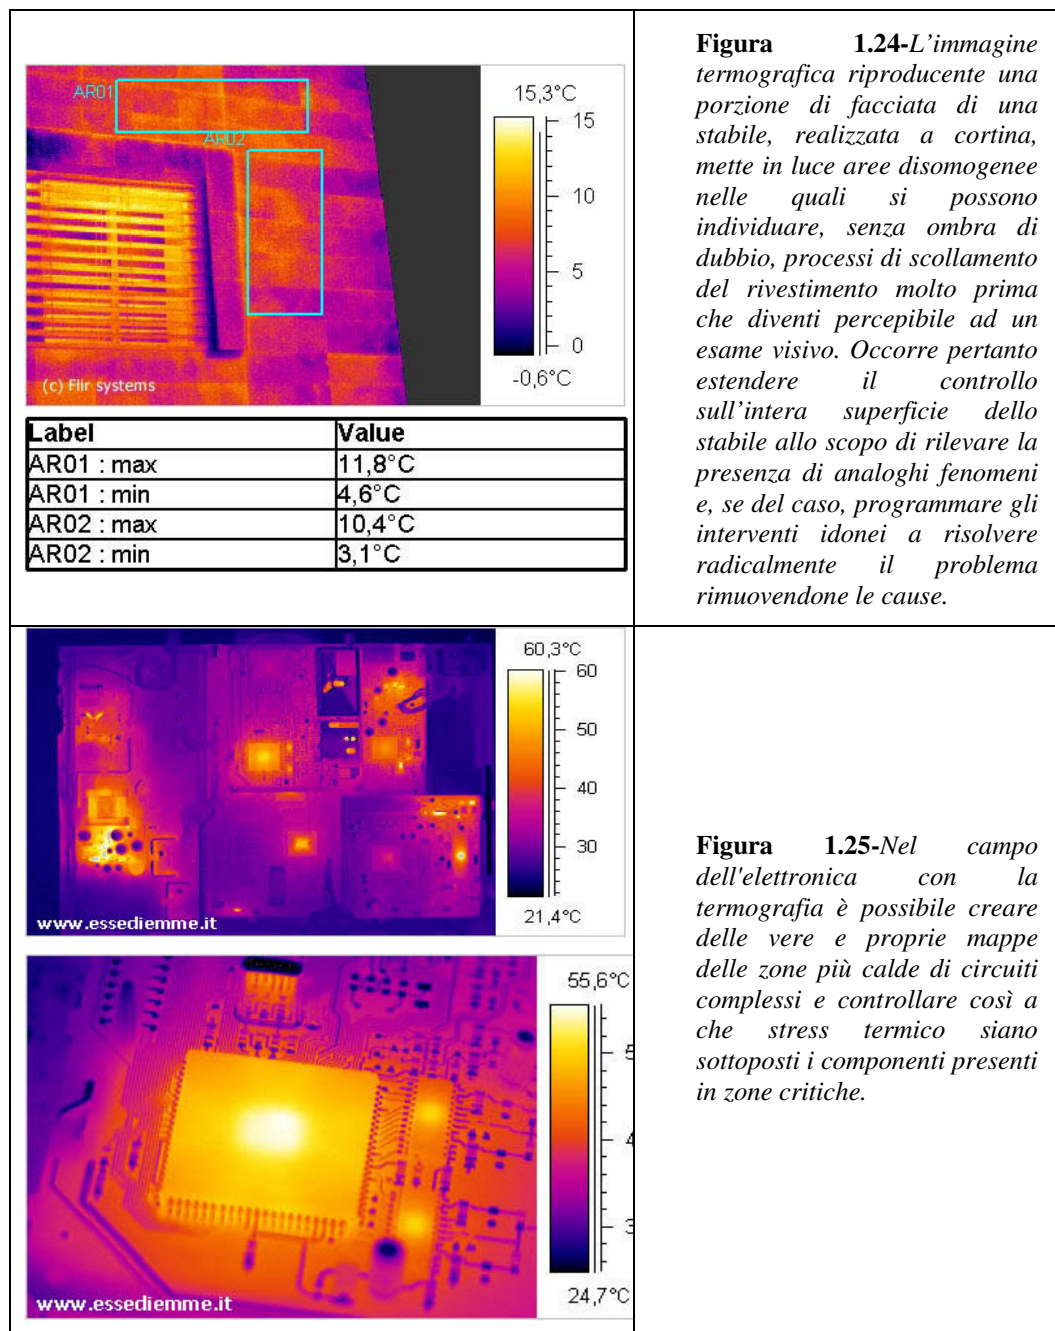 AR01
AR02
(c) Flir systems
15,3°C
15
10
5
0
-0,6°C
Label Value
AR01 : max 11,8°C
AR01 : min 4,6°C
AR02 : max 10,4°C
AR02 : min 3,1°C
Figura 1.24-L’immagine
termografica riproducente una
porzione di facciata di una
stabile, realizzata a cortina,
mette in luce aree disomogenee
nelle quali si possono
individuare, senza ombra di
dubbio, processi di scollamento
del rivestimento molto prima
che diventi percepibile ad un
esame visivo. Occorre pertanto
estendere il controllo
sull’intera superficie dello
stabile allo scopo di rilevare la
presenza di analoghi fenomeni
e, se del caso, programmare gli
interventi idonei a risolvere
radicalmente il problema
rimuovendone le cause.
60,3°C
60
50
40
30
21,4°C
www.essediemme.it
55,6°C
5
4
3
24,7°C
www.essediemme.it
Figura 1.25-Nel campo
dell'elettronica con la
termografia è possibile creare
delle vere e proprie mappe
delle zone più calde di circuiti
complessi e controllare così a
che stress termico siano
sottoposti i componenti presenti
in zone critiche.